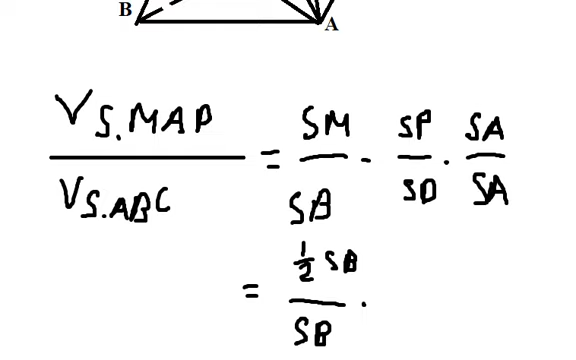 B
A
V S.MAP / V S.ABC = SM / SB . SP / SD . SA / SA
= 1/2 SB / SB .